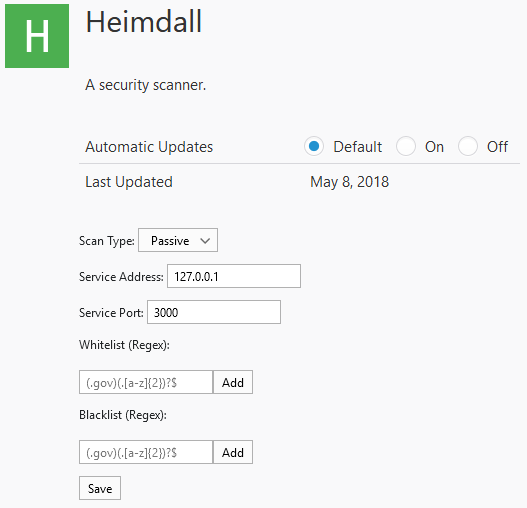 H
Heimdall
A security scanner.
Automatic Updates Default On Off
Last Updated May 8, 2018
Scan Type: Passive
Service Address: 127.0.0.1
Service Port: 3000
Whitelist (Regex):
(.gov)(.[a-z]{2})?$ Add
Blacklist (Regex):
(.gov)(.[a-z]{2})?$ Add
Save